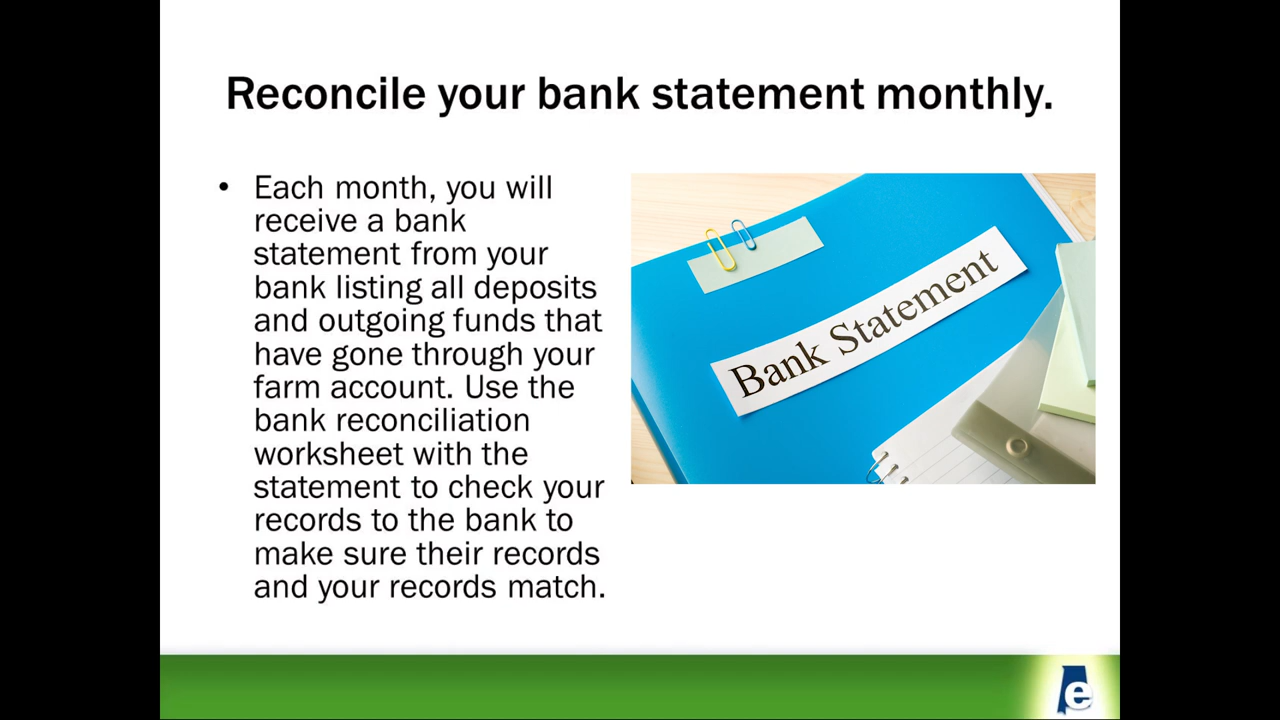 Reconcile your bank statement monthly.
• Each month, you will
receive a bank
statement from your
bank listing all deposits
and outgoing funds that
have gone through your
farm account. Use the
bank reconciliation
worksheet with the
statement to check your
records to the bank to
make sure their records
and your records match.
Bank Statement
e